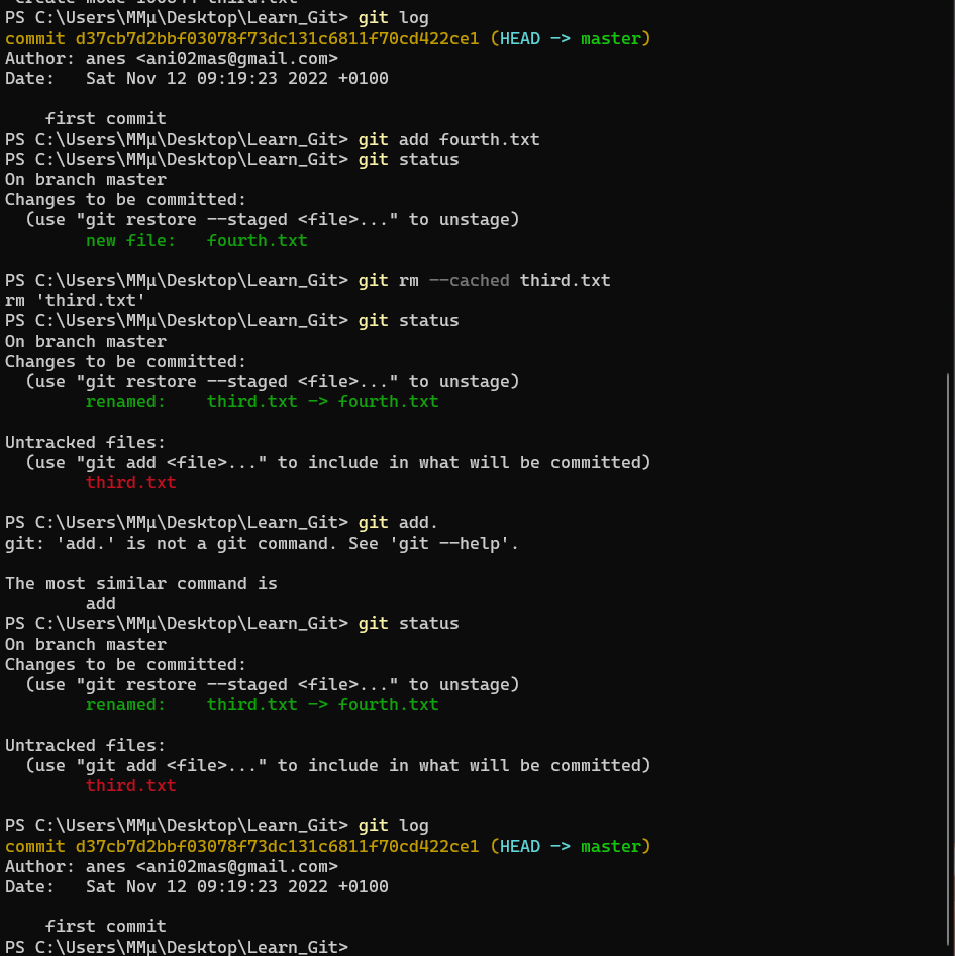 create mode 100644 third.txt
PS C:\Users\MMµ\Desktop\Learn_Git> git log
commit d37cb7d2bbf03078f73dc131c6811f70cd422ce1 (HEAD -> master)
Author: anes <ani02mas@gmail.com>
Date:   Sat Nov 12 09:19:23 2022 +0100

    first commit
PS C:\Users\MMµ\Desktop\Learn_Git> git add fourth.txt
PS C:\Users\MMµ\Desktop\Learn_Git> git status
On branch master
Changes to be committed:
  (use "git restore --staged <file>..." to unstage)
        new file:   fourth.txt

PS C:\Users\MMµ\Desktop\Learn_Git> git rm --cached third.txt
rm 'third.txt'
PS C:\Users\MMµ\Desktop\Learn_Git> git status
On branch master
Changes to be committed:
  (use "git restore --staged <file>..." to unstage)
        renamed:    third.txt -> fourth.txt

Untracked files:
  (use "git add <file>..." to include in what will be committed)
        third.txt

PS C:\Users\MMµ\Desktop\Learn_Git> git add.
git: 'add.' is not a git command. See 'git --help'.

The most similar command is
        add
PS C:\Users\MMµ\Desktop\Learn_Git> git status
On branch master
Changes to be committed:
  (use "git restore --staged <file>..." to unstage)
        renamed:    third.txt -> fourth.txt

Untracked files:
  (use "git add <file>..." to include in what will be committed)
        third.txt

PS C:\Users\MMµ\Desktop\Learn_Git> git log
commit d37cb7d2bbf03078f73dc131c6811f70cd422ce1 (HEAD -> master)
Author: anes <ani02mas@gmail.com>
Date:   Sat Nov 12 09:19:23 2022 +0100

    first commit
PS C:\Users\MMµ\Desktop\Learn_Git>